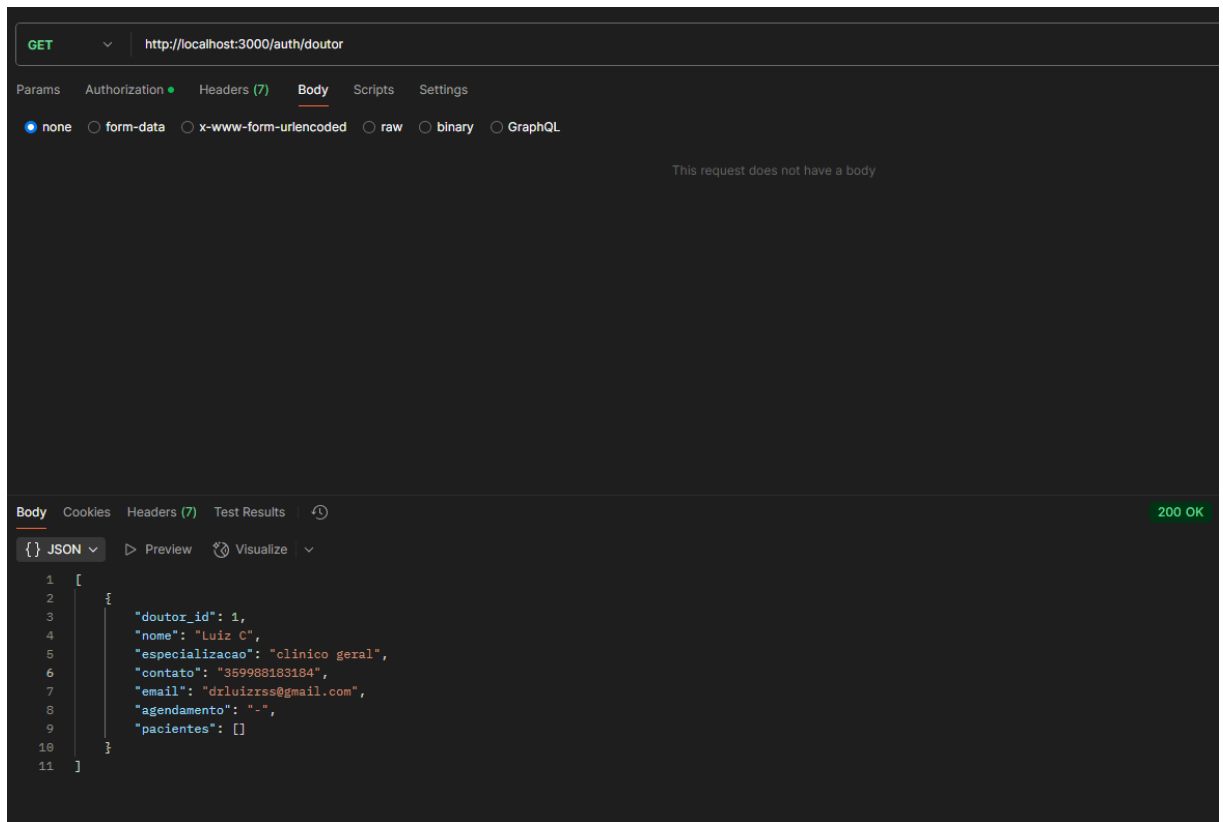 GET http://localhost:3000/auth/doutor
Params Authorization Headers (7) Body Scripts Settings
none form-data x-www-form-urlencoded raw binary GraphQL
This request does not have a body
Body Cookies Headers (7) Test Results 200 OK
{} JSON Preview Visualize
1 [
2 {
3 "doutor_id": 1,
4 "nome": "Luiz C",
5 "especializacao": "clinico geral",
6 "contato": "359988183184",
7 "email": "drluizrss@gmail.com",
8 "agendamento": "-",
9 "pacientes": []
10 }
11 ]